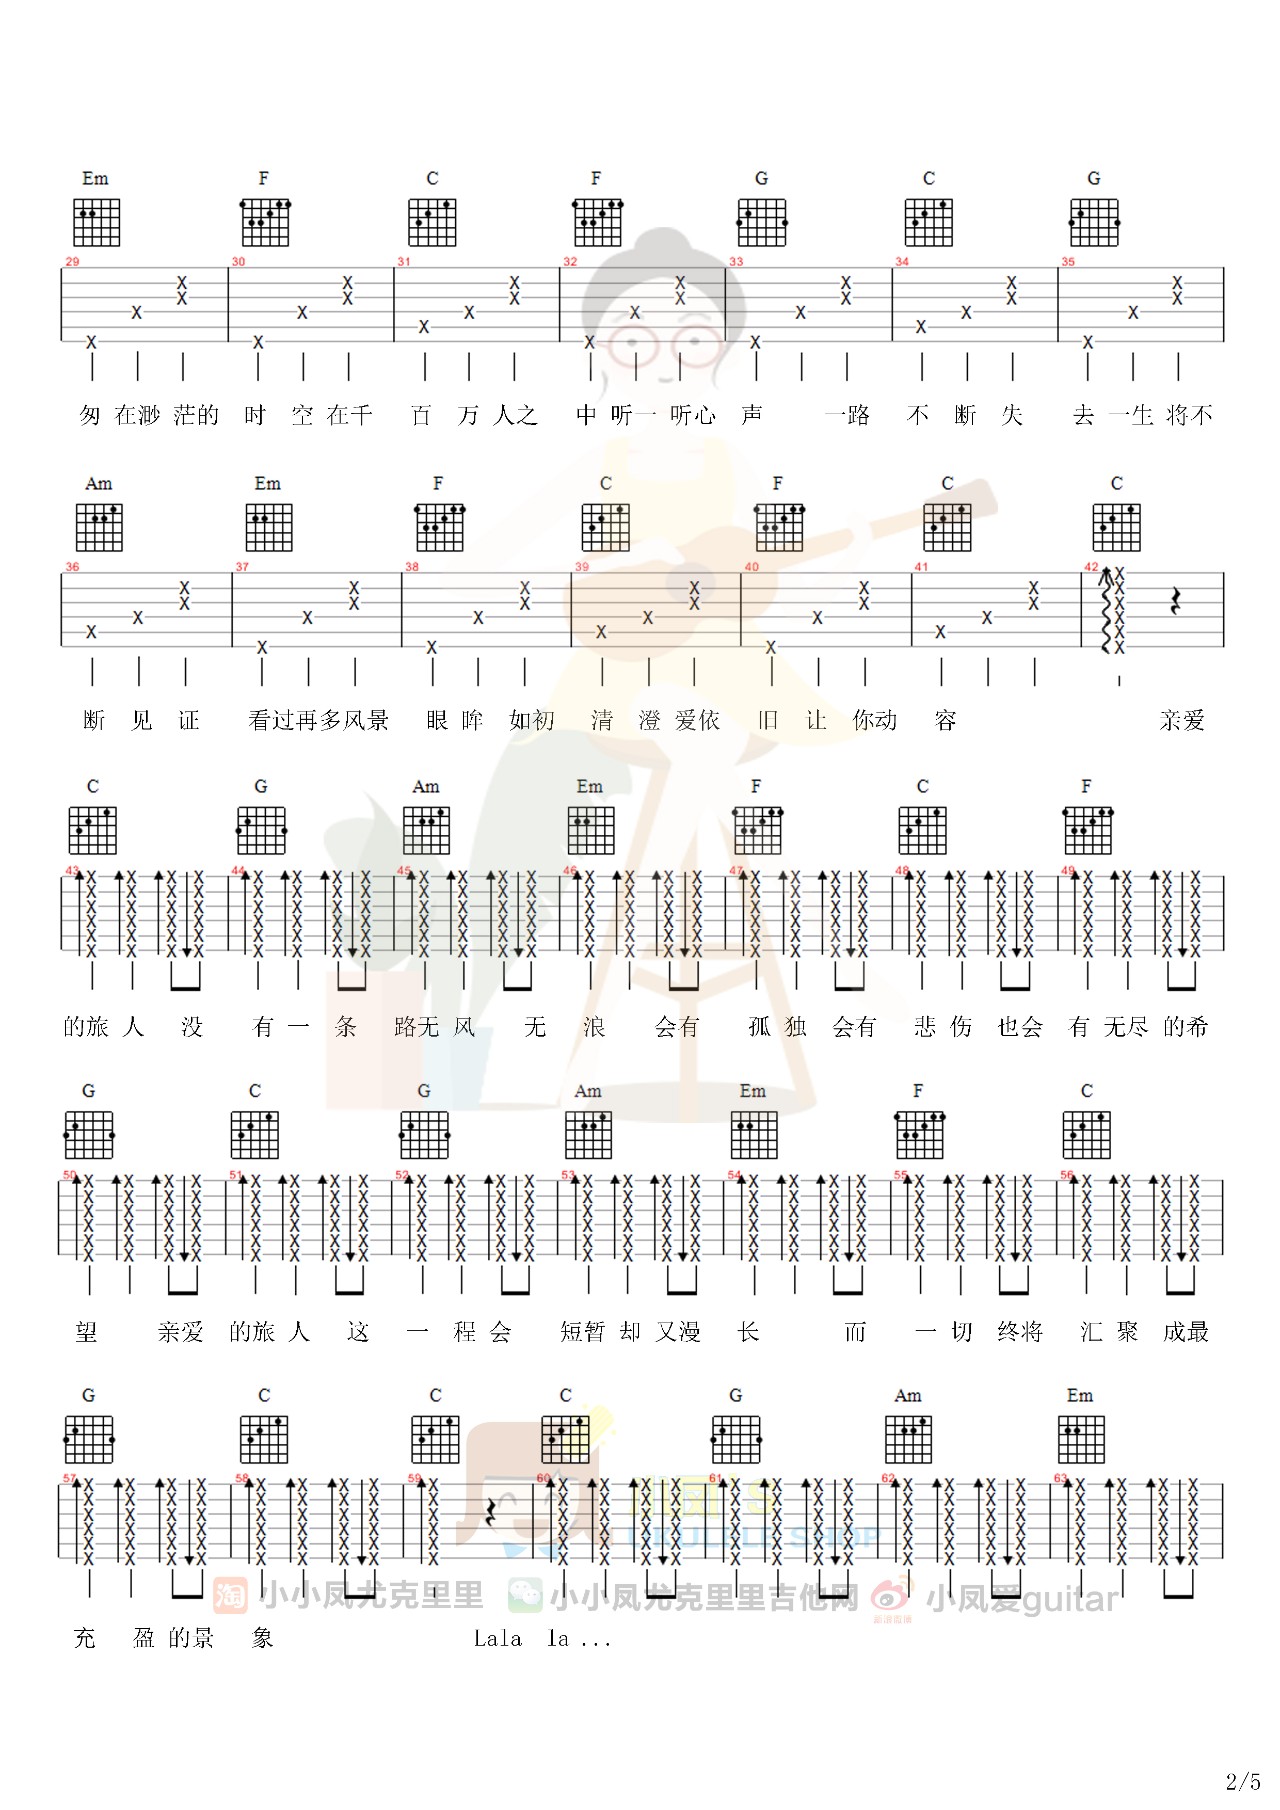 Em F C F G C G
29 30 31 32 33 34 35
匆 在渺 茫的 时 空 在千 百 万 人之 中 听一 听心 声 一路 不 断 失 去 一生 将不
Am Em F C F C C
36 37 38 39 40 41 42
断 见 证 看过再多风景 眼 眸 如初 清 澄 爱依 旧 让 你动 容 亲爱
C G Am Em F C F
43 44 45 46 47 48 49
的旅 人 没 有 一 条 路无 风 无 浪 会有 孤 独 会有 悲 伤 也会 有 无尽 的希
G C G Am Em F C
50 51 52 53 54 55 56
望 亲爱 的旅 人 这 一 程 会 短暂 却 又漫 长 而 一 切 终将 汇 聚 成最
G C C C G Am Em
57 58 59 60 61 62 63
小凤's
UKULELE SHOP
淘 小小凤尤克里里 小小凤尤克里里吉他网 小凤爱guitar
充 盈 的景 象 Lala la ...
2/5